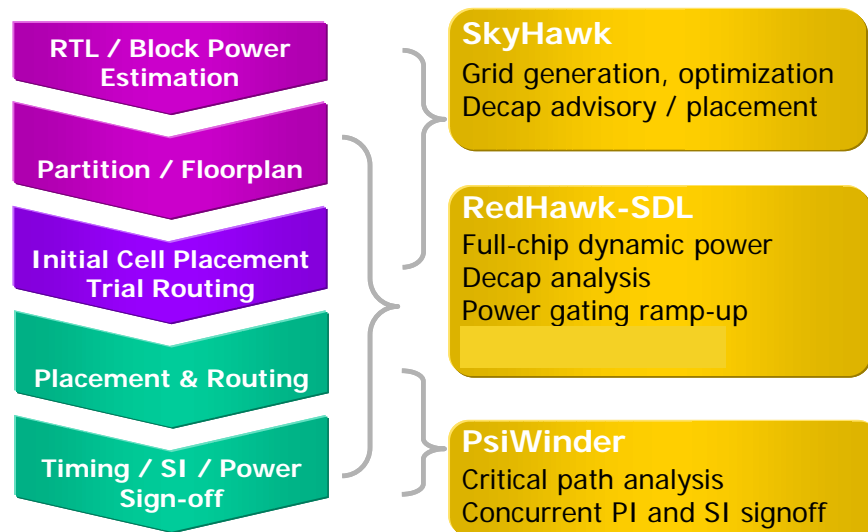 RTL / Block Power
Estimation
Partition / Floorplan
Initial Cell Placement
Trial Routing
Placement & Routing
Timing / SI / Power
Sign-off
SkyHawk
Grid generation, optimization
Decap advisory / placement
RedHawk-SDL
Full-chip dynamic power
Decap analysis
Power gating ramp-up
PsiWinder
Critical path analysis
Concurrent PI and SI signoff